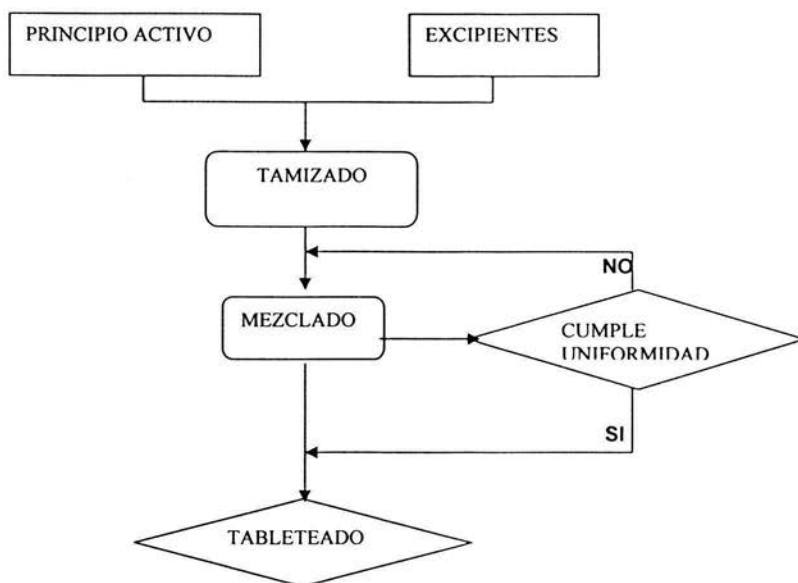 PRINCIPIO ACTIVO
EXCIPIENTES
TAMIZADO
NO
MEZCLADO
CUMPLE
UNIFORMIDAD
SI
TABLETEADO